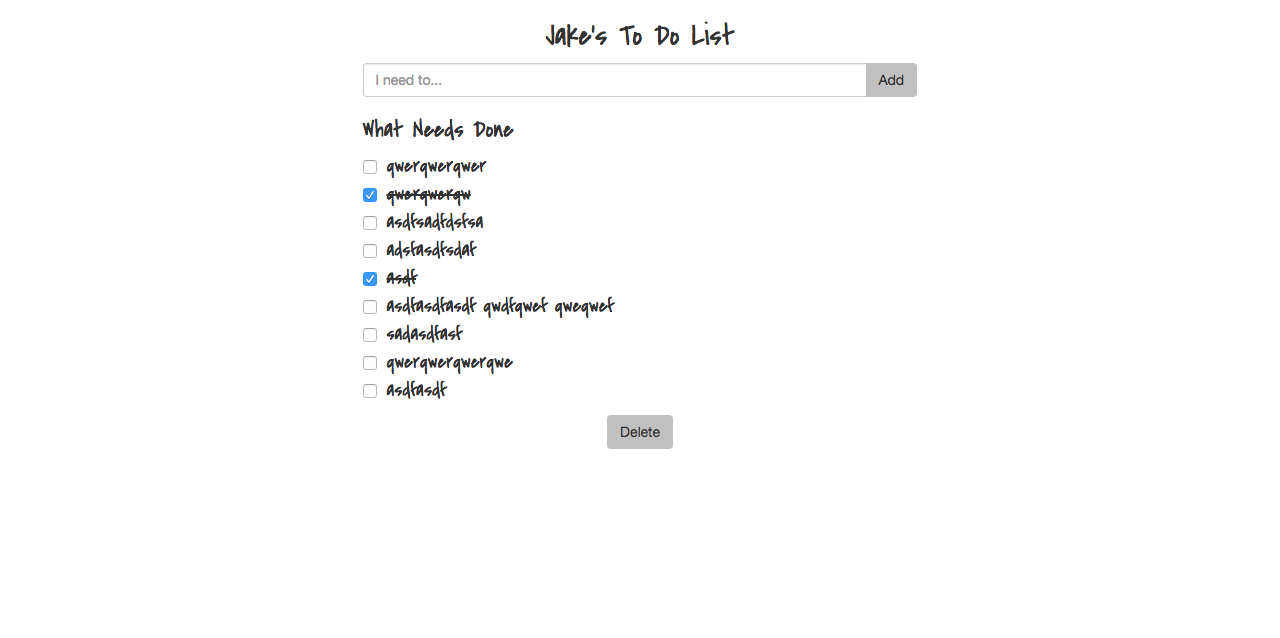 Jake's To Do List
I need to...
Add
What Needs Done
qwerqwerqwer
qwerqwerqw
asdfsadfdsfsa
adsfasdfsdaf
asdf
asdfasdfasdf qwdfqwef qweqwef
sadasdfasf
qwerqwerqwerqwe
asdfasdf
Delete